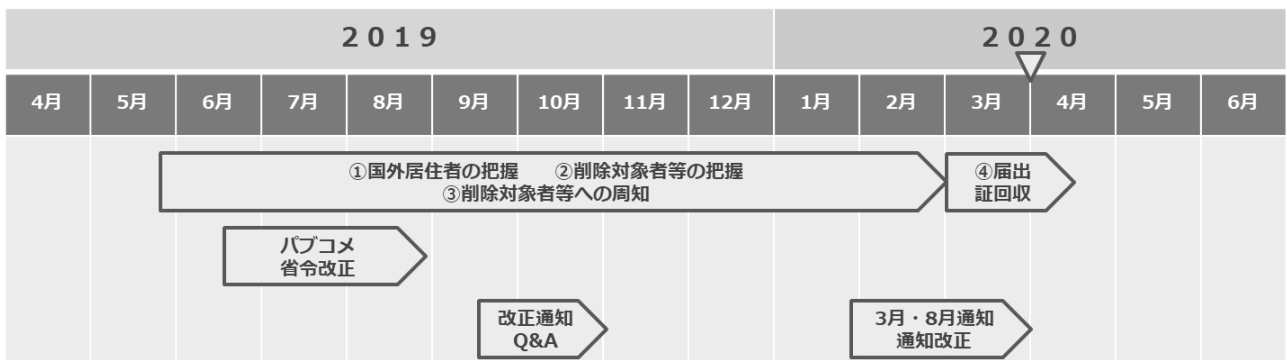 2019
2020
4月 5月 6月 7月 8月 9月 10月 11月 12月 1月 2月 3月 4月 5月 6月
①国外居住者の把握 ②削除対象者等の把握
③削除対象者等への周知
④届出
証回収
パブコメ
省令改正
改正通知
Q&A
3月・8月通知
通知改正